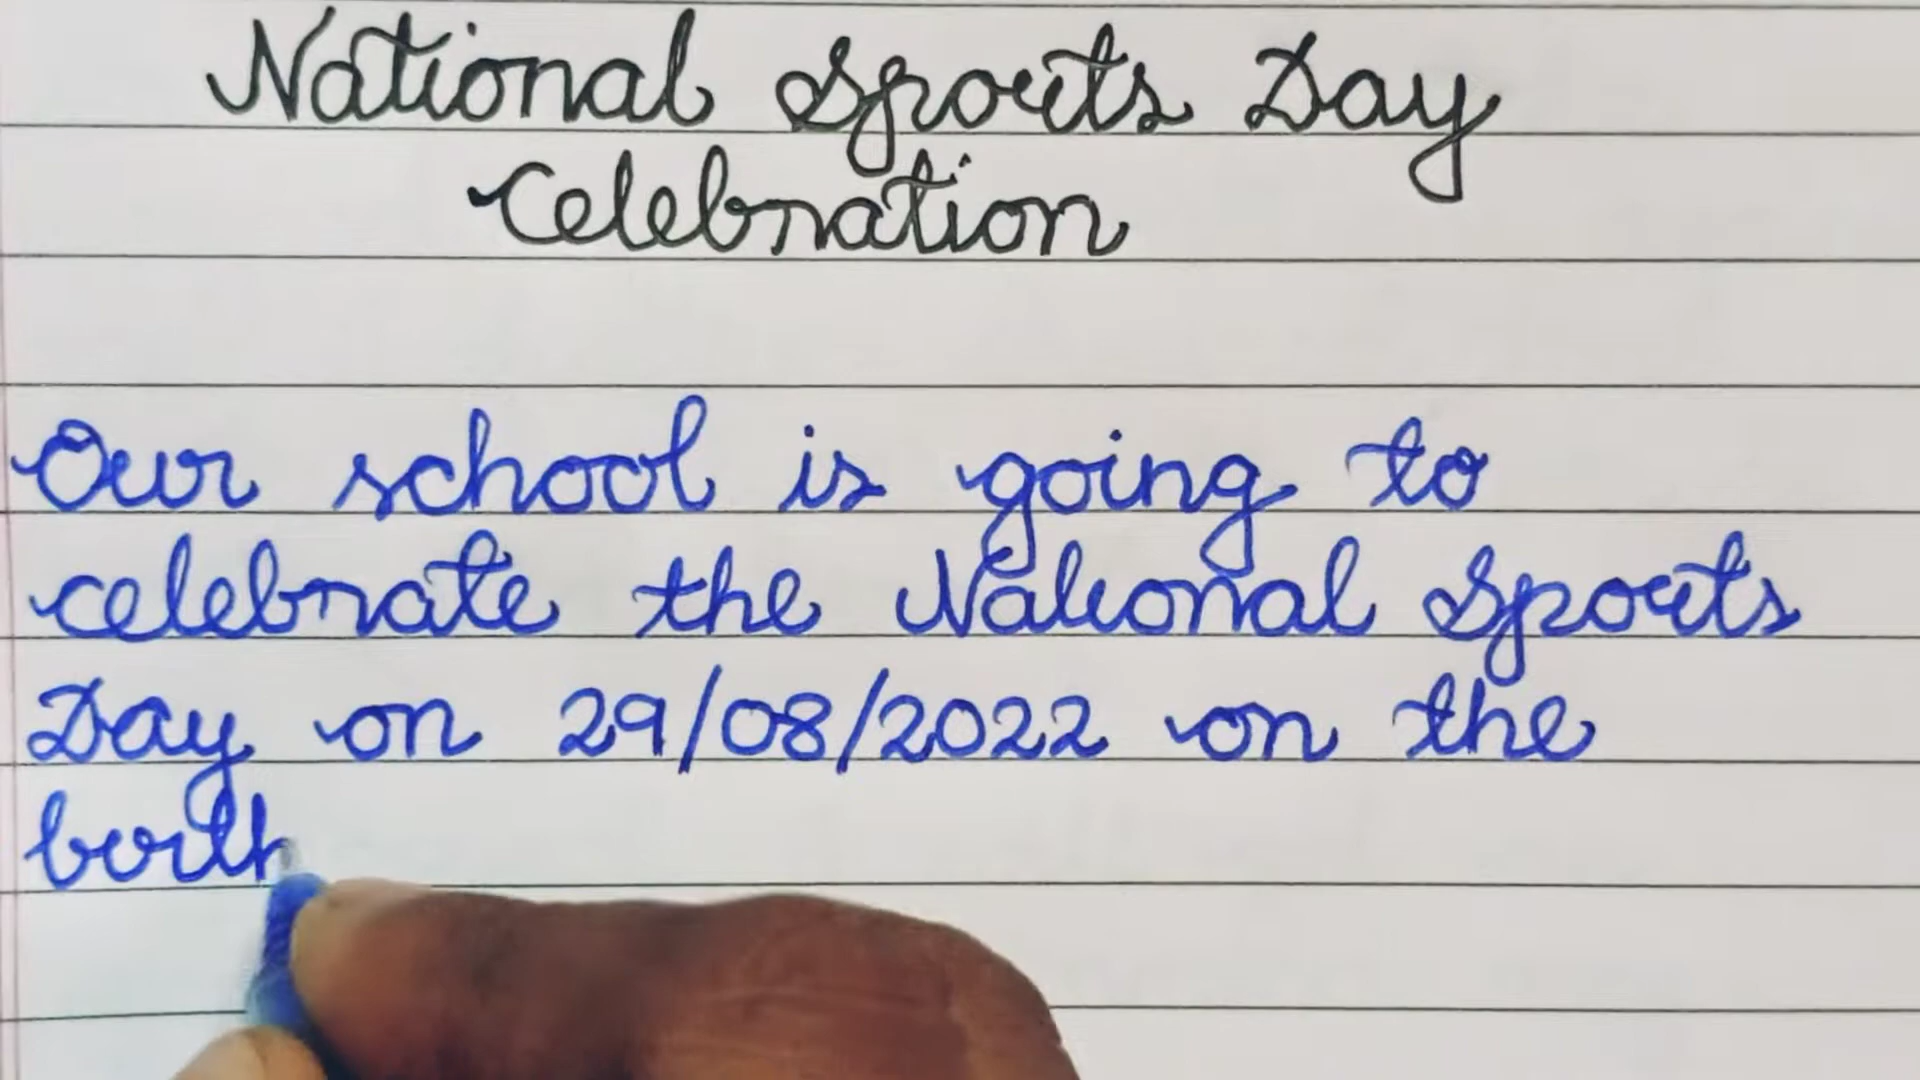 National Sports Day
Celebration
Our school is going to
celebrate the National Sports
Day on 29/08/2022 on the
birth